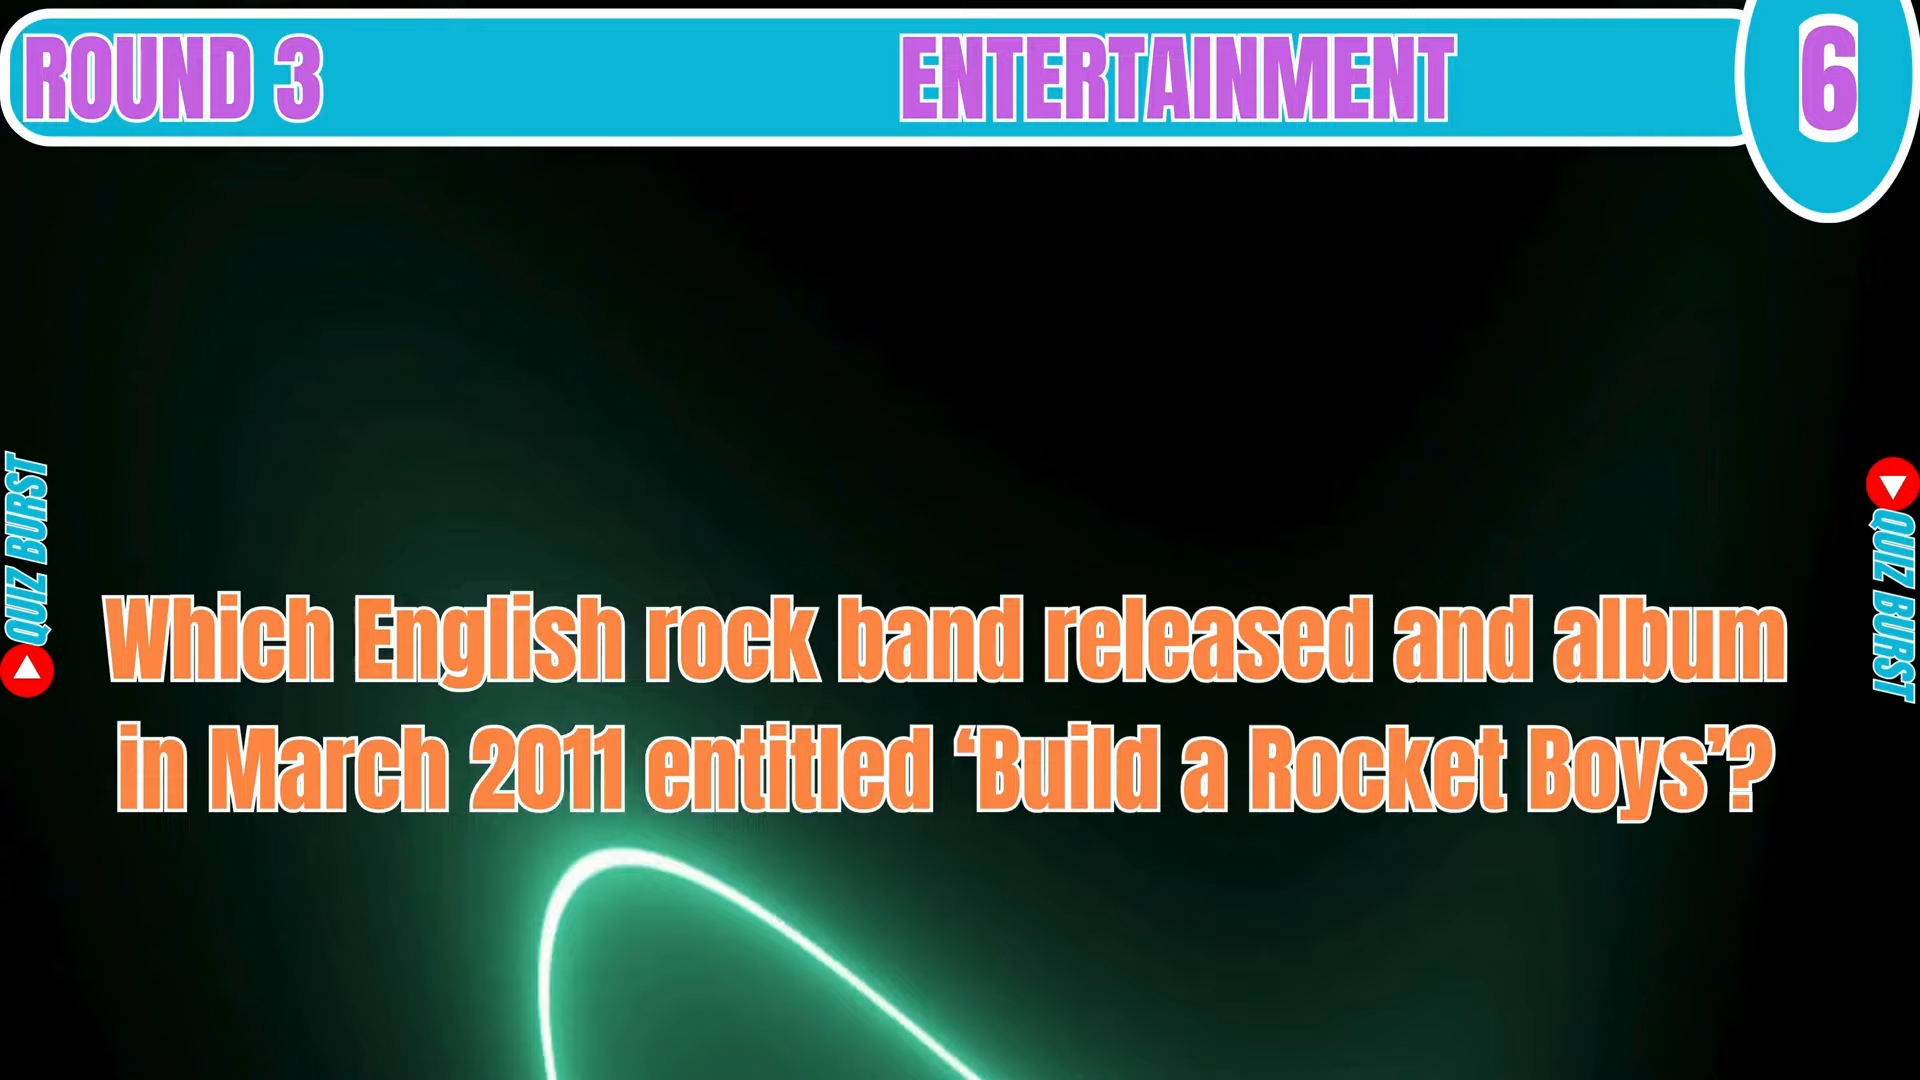 ROUND 3
ENTERTAINMENT
6
QUIZ BURST
Which English rock band released and album
in March 2011 entitled ‘Build a Rocket Boys’?
QUIZ BURST